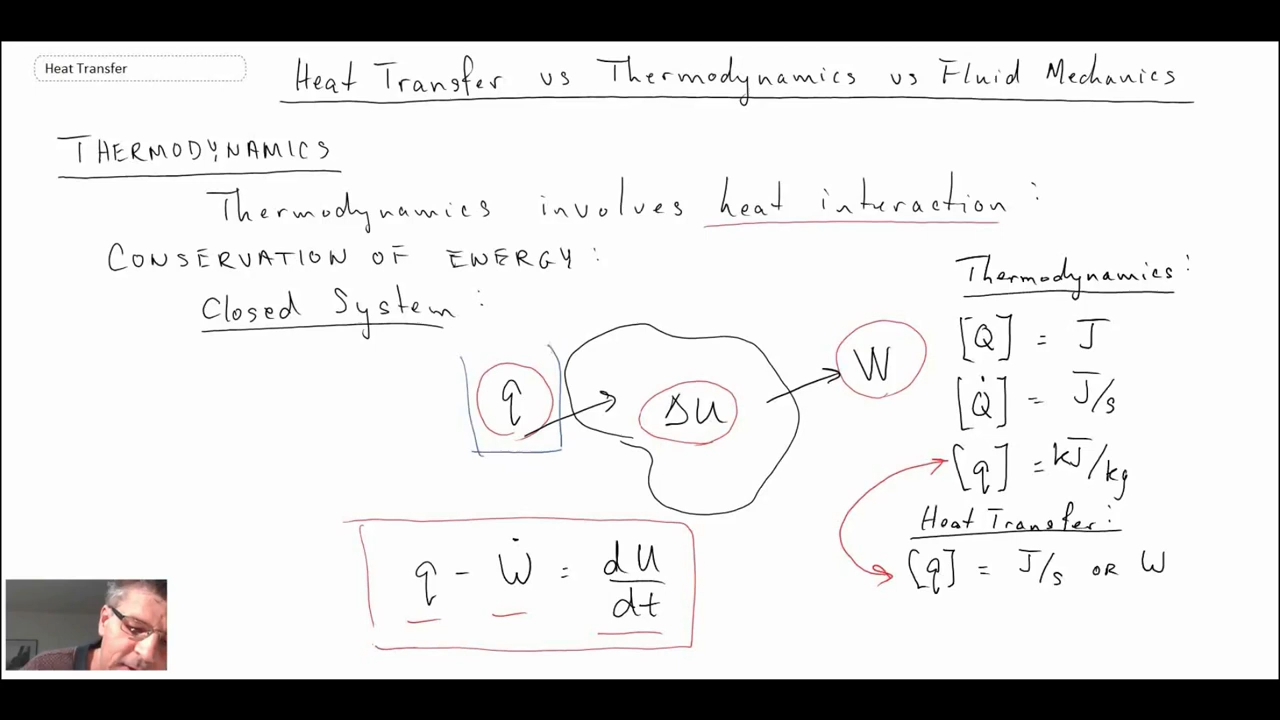 Heat Transfer
Heat Transfer vs Thermodynamics vs Fluid Mechanics
THERMODYNAMICS
Thermodynamics involves heat interaction :
CONSERVATION OF ENERGY :
Closed System :
q
ΔU
W
q - Ẇ = dU/dt
Thermodynamics :
[Q] = J
[Q̇] = J/s
[q] = kJ/kg
Heat Transfer :
[q] = J/s OR W